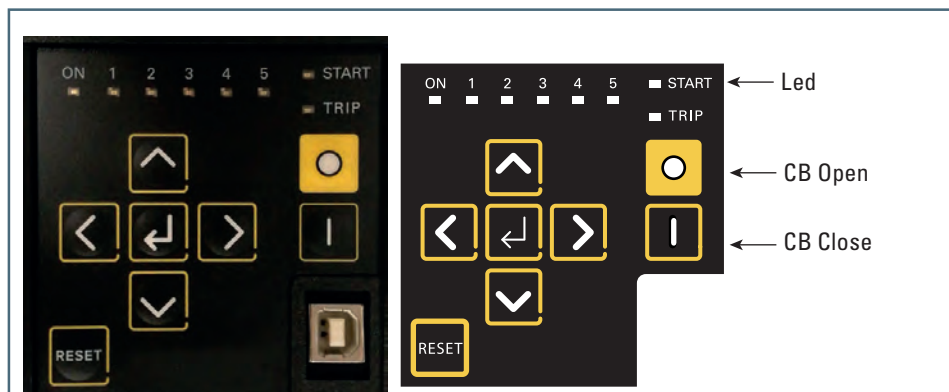 ON 1 2 3 4 5 START
TRIP
RESET
ON 1 2 3 4 5 START
TRIP
RESET
Led
CB Open
CB Close